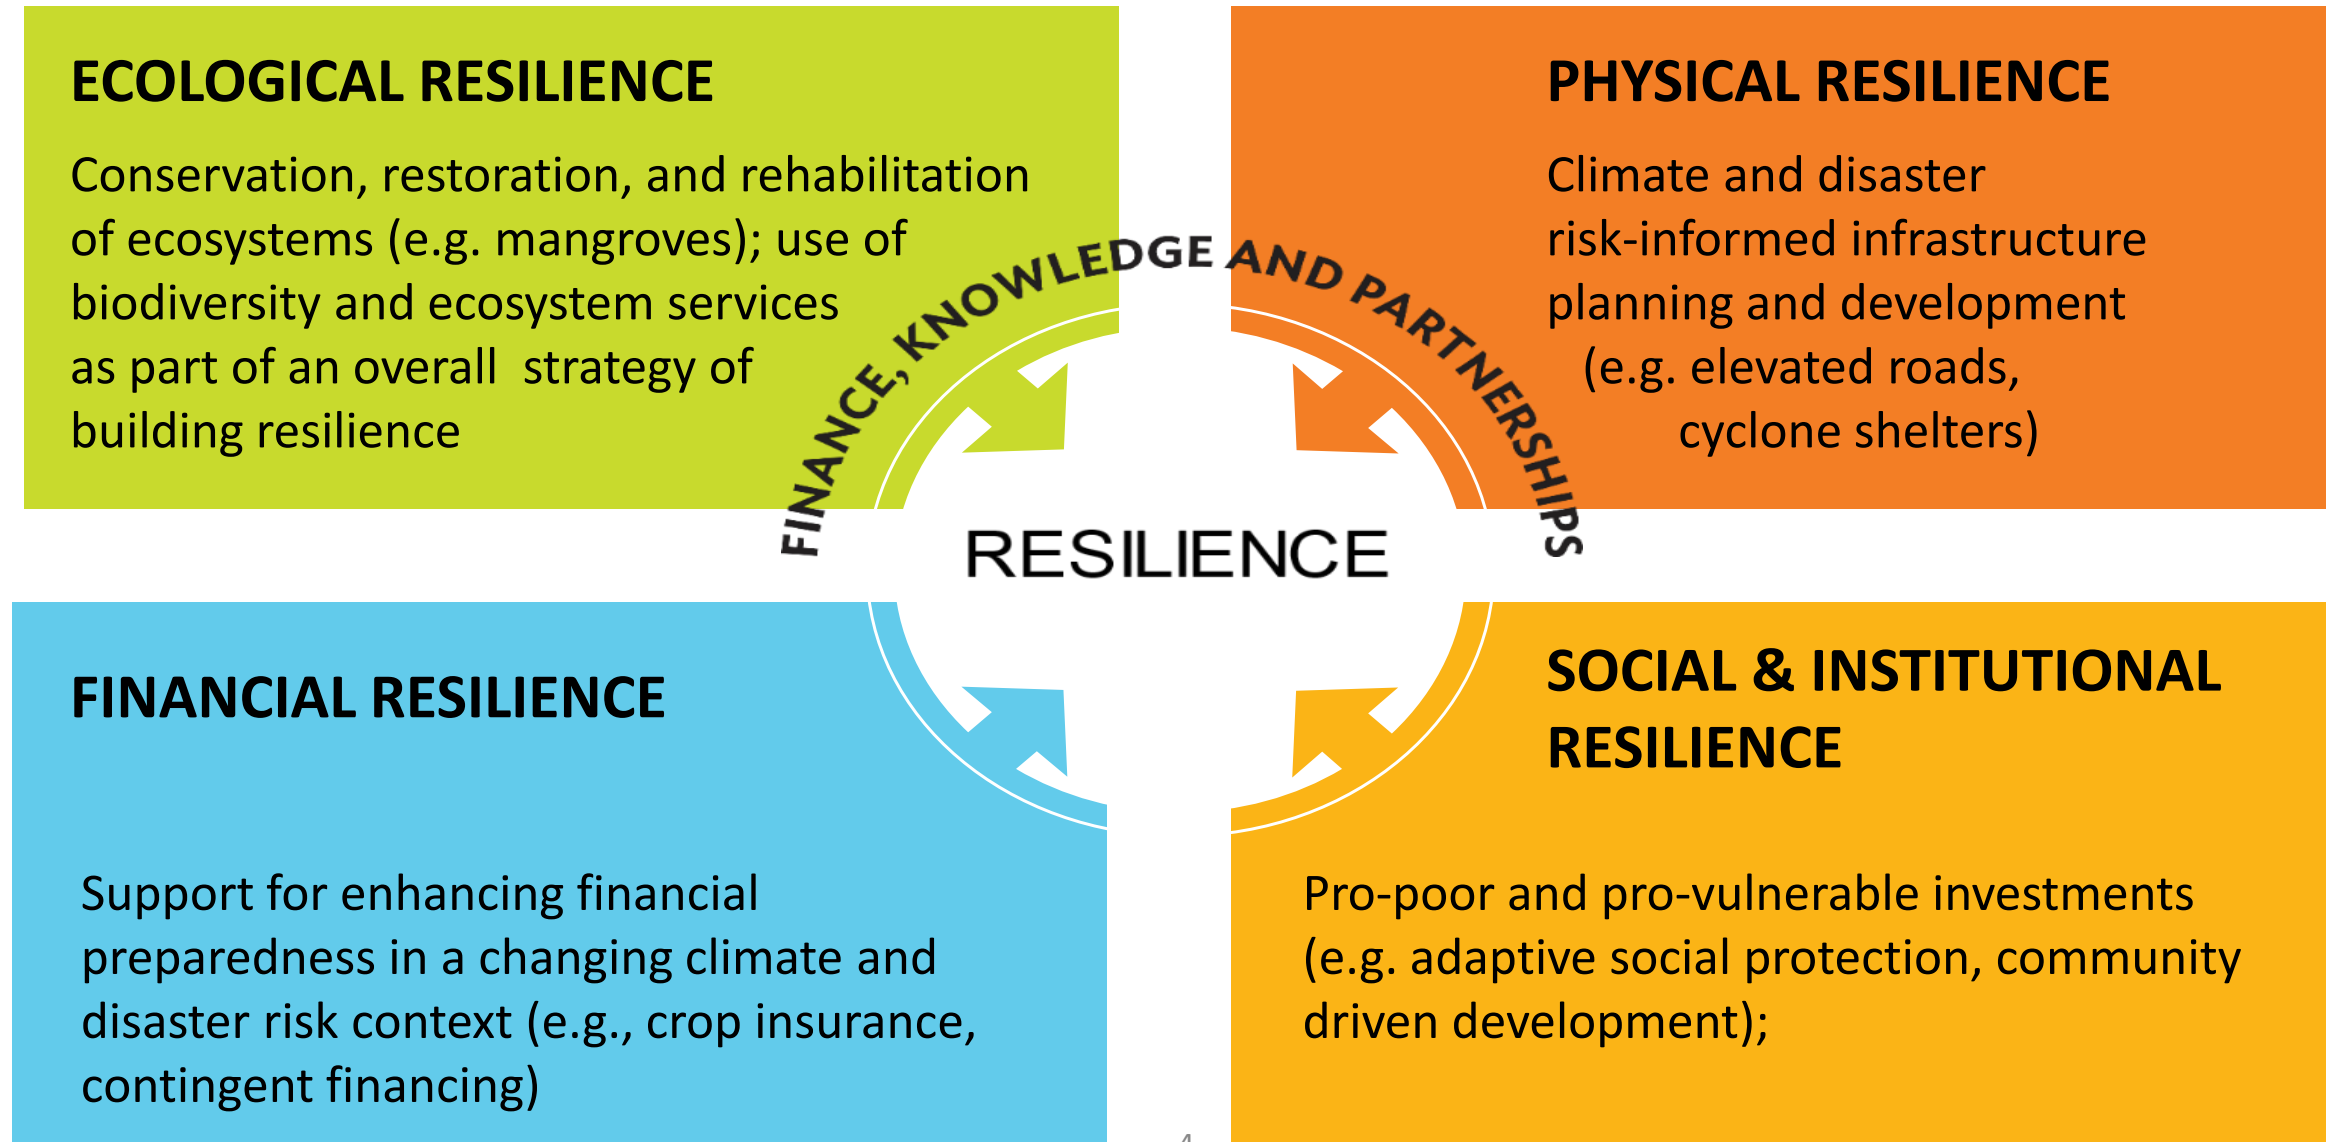 ECOLOGICAL RESILIENCE
Conservation, restoration, and rehabilitation
of ecosystems (e.g. mangroves); use of
biodiversity and ecosystem services
as part of an overall strategy of
building resilience
PHYSICAL RESILIENCE
Climate and disaster
risk-informed infrastructure
planning and development
(e.g. elevated roads,
cyclone shelters)
FINANCE, KNOWLEDGE AND PARTNERSHIPS
RESILIENCE
FINANCIAL RESILIENCE
Support for enhancing financial
preparedness in a changing climate and
disaster risk context (e.g., crop insurance,
contingent financing)
SOCIAL & INSTITUTIONAL
RESILIENCE
Pro-poor and pro-vulnerable investments
(e.g. adaptive social protection, community
driven development);